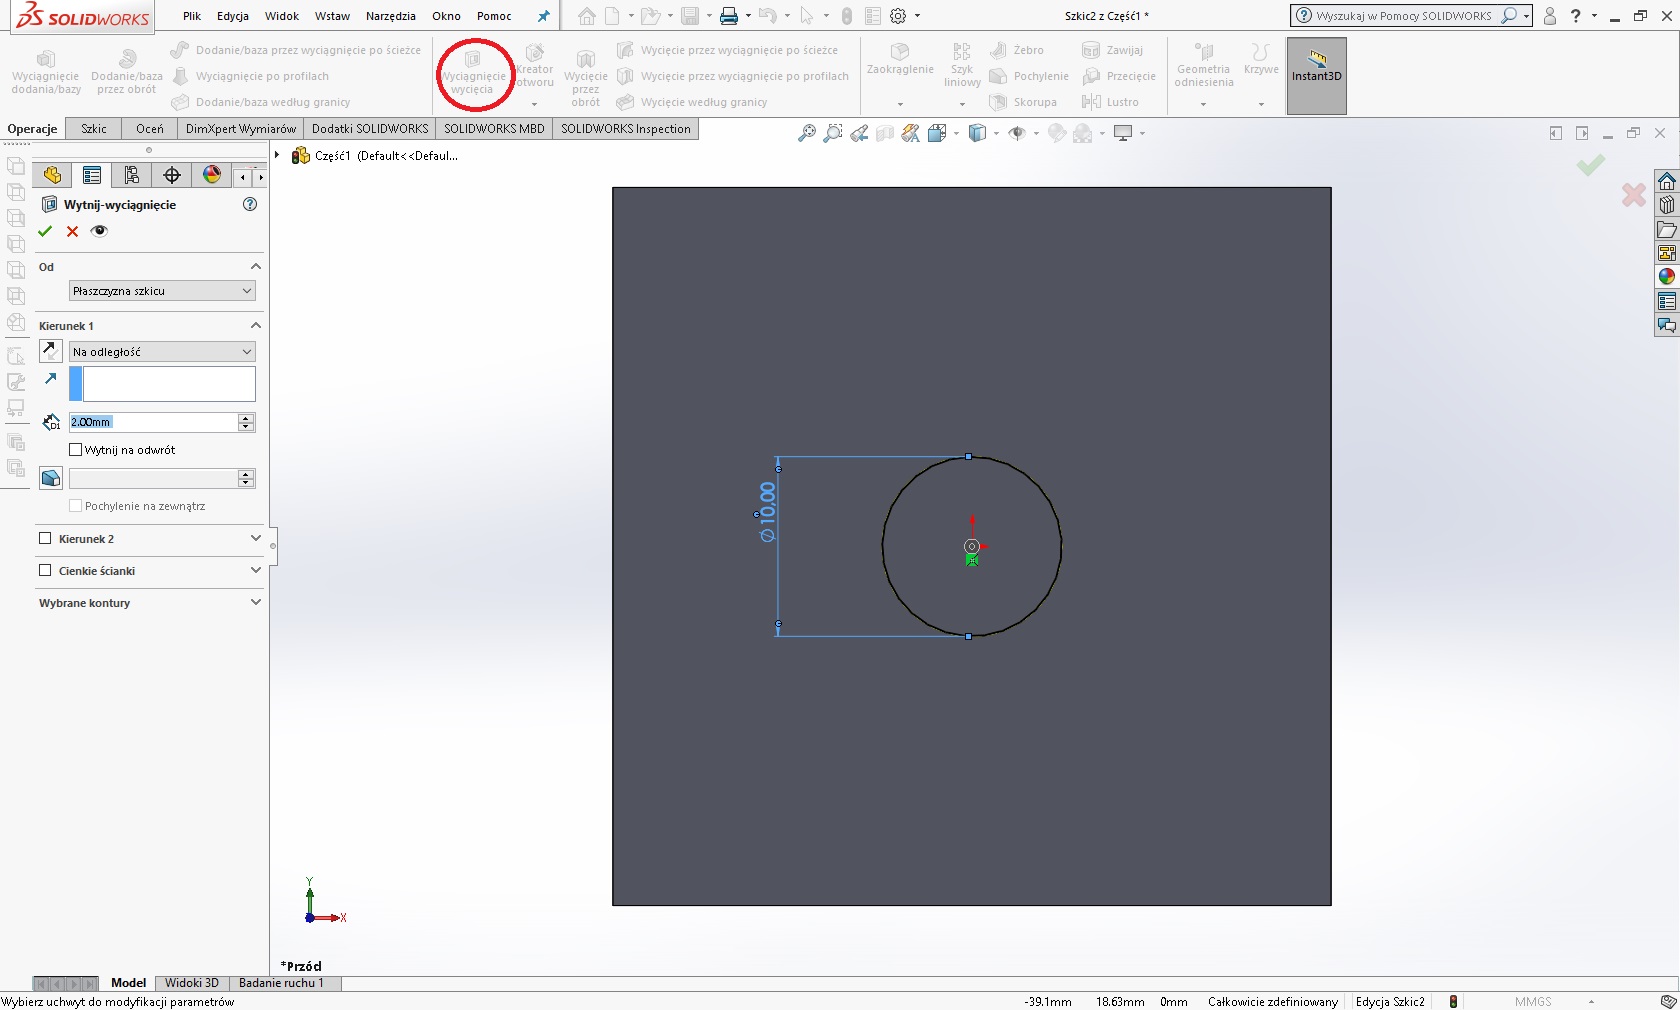 SOLIDWORKS Plik Edycja Widok Wstaw Narzędzia Okno Pomoc Szkic2 z Część1 * Wyszukaj w Pomocy SOLIDWORKS ?
Wyciągnięcie dodania/bazy
Dodanie/baza przez obrót
Dodanie/baza przez wyciągnięcie po ścieżce
Wyciągnięcie po profilach
Dodanie/baza według granicy
Wyciągnięcie wycięcia
Kreator otworu
Wycięcie przez obrót
Wycięcie przez wyciągnięcie po ścieżce
Wycięcie przez wyciągnięcie po profilach
Wycięcie według granicy
Zaokrąglenie
Szyk liniowy
Żebro
Pochylenie
Skorupa
Zawijaj
Przecięcie
Lustro
Geometria odniesienia
Krzywe
Instant3D
Operacje Szkic Oceń DimXpert Wymiarów Dodatki SOLIDWORKS SOLIDWORKS MBD SOLIDWORKS Inspection
Część1 (Default<<Defaul...
Wytnij-wyciągnięcie ?
Od
Płaszczyzna szkicu
Kierunek 1
Na odległość
D1 2.00mm
Wytnij na odwrót
Pochylenie na zewnątrz
Kierunek 2
Cienkie ścianki
Wybrane kontury
Ø10,00
Y
X
*Przód
Model Widoki 3D Badanie ruchu 1
Wybierz uchwyt do modyfikacji parametrów -39.1mm 18.63mm 0mm Całkowicie zdefiniowany Edycja Szkic2 MMGS